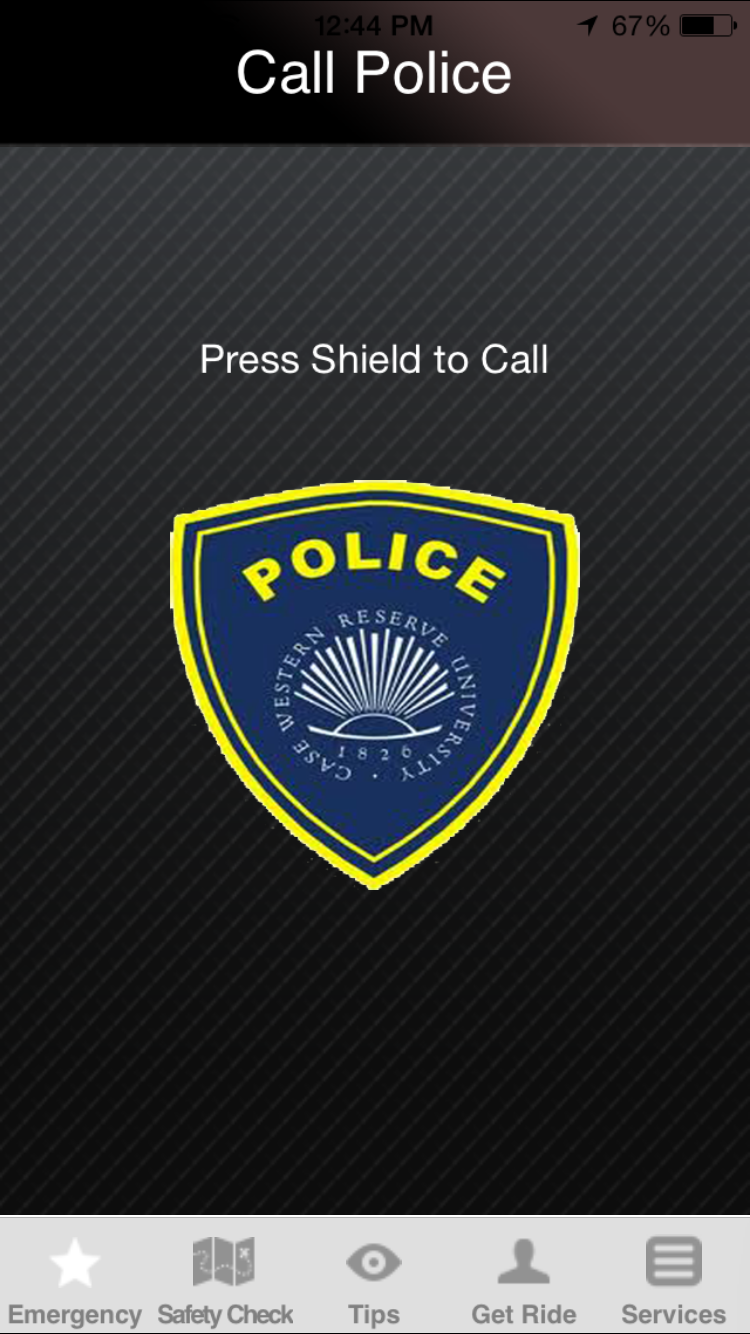 12:44 PM
67%
Call Police
Press Shield to Call
POLICE
CASE WESTERN RESERVE UNIVERSITY
1826
Emergency
Safety Check
Tips
Get Ride
Services